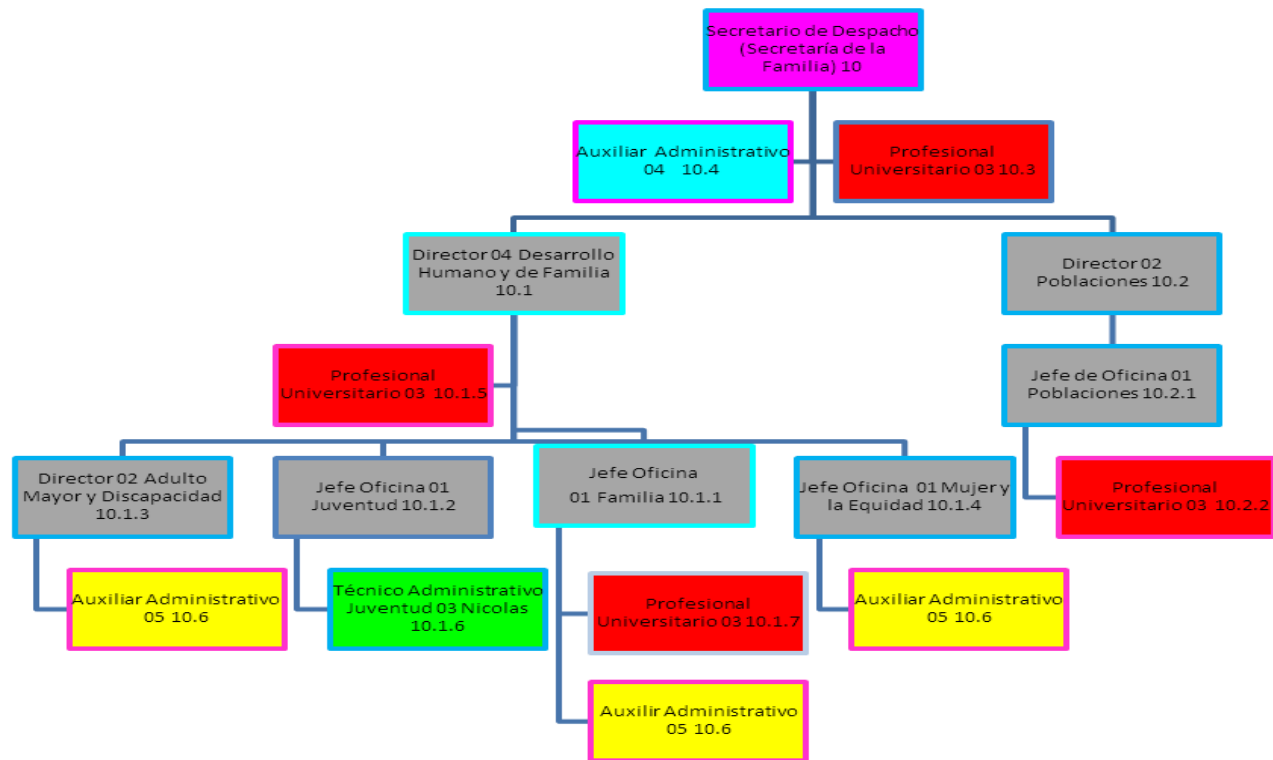 Secretario de Despacho
(Secretaría de la
Familia) 10
Auxiliar Administrativo
04 10.4
Profesional
Universitario 03 10.3
Director 04 Desarrollo
Humano y de Familia
10.1
Director 02
Poblaciones 10.2
Profesional
Universitario 03 10.1.5
Jefe de Oficina 01
Poblaciones 10.2.1
Director 02 Adulto
Mayor y Discapacidad
10.1.3
Jefe Oficina 01
Juventud 10.1.2
Jefe Oficina
01 Familia 10.1.1
Jefe Oficina 01 Mujer y
la Equidad 10.1.4
Profesional
Universitario 03 10.2.2
Auxiliar Administrativo
05 10.6
Técnico Administrativo
Juventud 03 Nicolas
10.1.6
Profesional
Universitario 03 10.1.7
Auxiliar Administrativo
05 10.6
Auxilir Administrativo
05 10.6